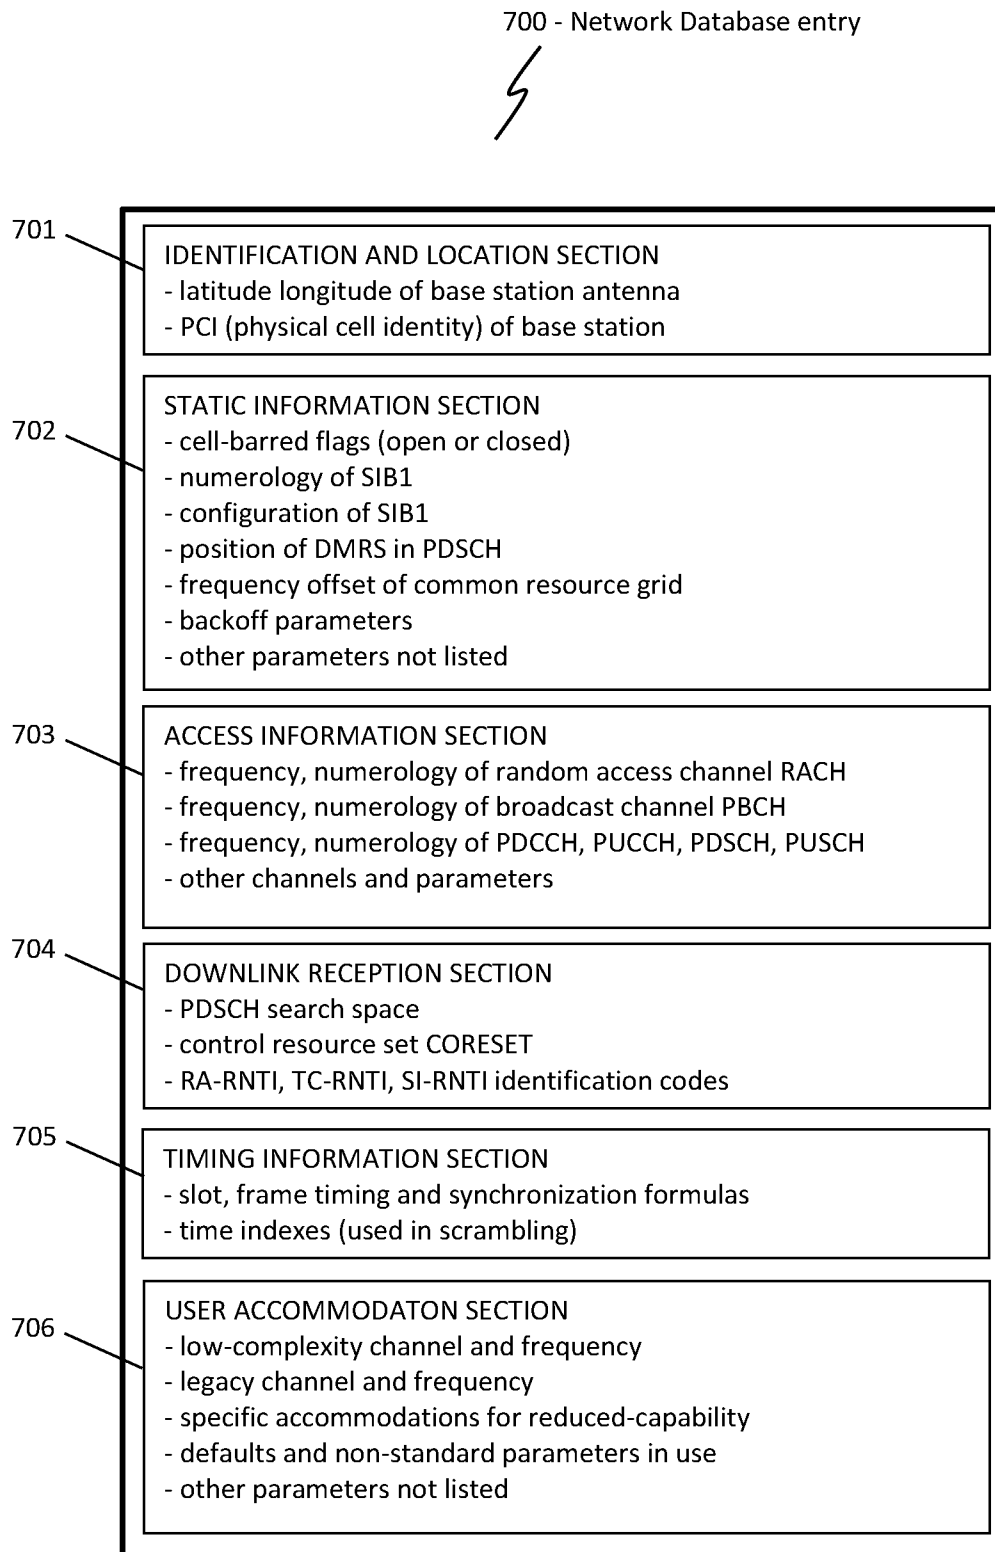 700 - Network Database entry
701
IDENTIFICATION AND LOCATION SECTION
- latitude longitude of base station antenna
- PCI (physical cell identity) of base station
702
STATIC INFORMATION SECTION
- cell-barred flags (open or closed)
- numerology of SIB1
- configuration of SIB1
- position of DMRS in PDSCH
- frequency offset of common resource grid
- backoff parameters
- other parameters not listed
703
ACCESS INFORMATION SECTION
- frequency, numerology of random access channel RACH
- frequency, numerology of broadcast channel PBCH
- frequency, numerology of PDCCH, PUCCH, PDSCH, PUSCH
- other channels and parameters
704
DOWNLINK RECEPTION SECTION
- PDSCH search space
- control resource set CORESET
- RA-RNTI, TC-RNTI, SI-RNTI identification codes
705
TIMING INFORMATION SECTION
- slot, frame timing and synchronization formulas
- time indexes (used in scrambling)
706
USER ACCOMMODATON SECTION
- low-complexity channel and frequency
- legacy channel and frequency
- specific accommodations for reduced-capability
- defaults and non-standard parameters in use
- other parameters not listed